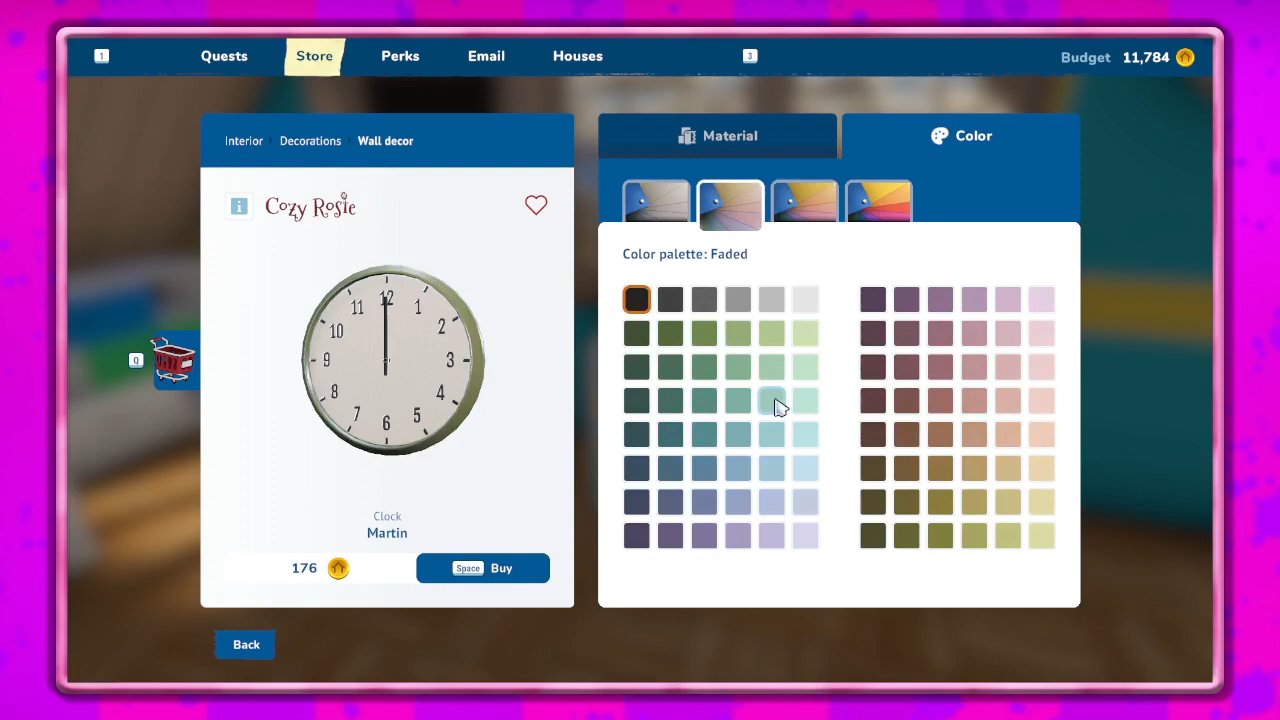 1
Quests
Store
Perks
Email
Houses
3
Budget 11,784
Interior Decorations Wall decor
Material
Color
i Cozy Rosie
Color palette: Faded
12
1
2
3
4
5
6
7
8
9
10
11
Q
Clock
Martin
176
Space Buy
Back